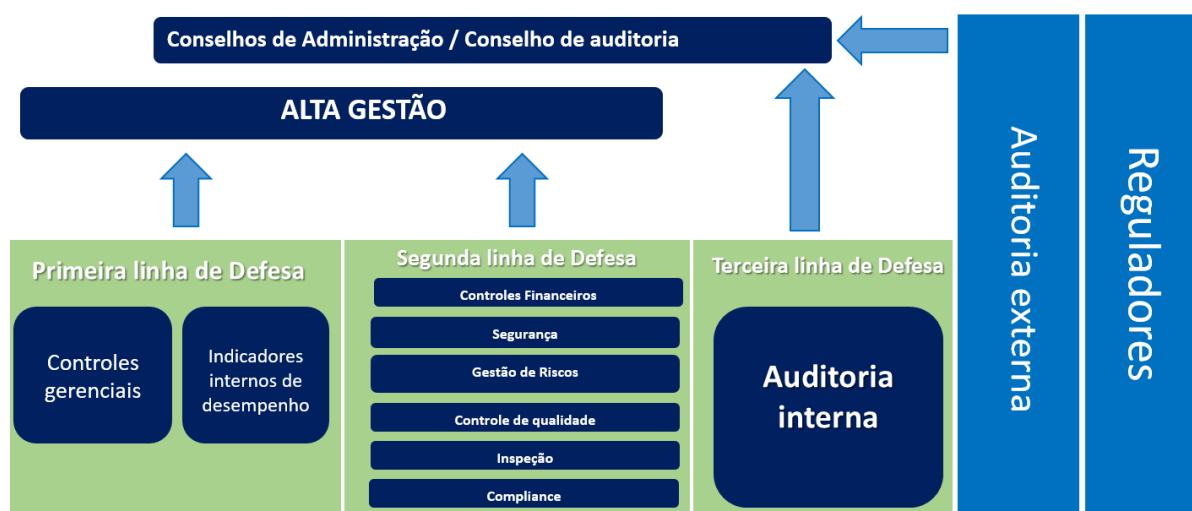 Conselhos de Administração / Conselho de auditoria
ALTA GESTÃO
Primeira linha de Defesa
Controles
gerenciais
Indicadores
internos de
desempenho
Segunda linha de Defesa
Controles Financeiros
Segurança
Gestão de Riscos
Controle de qualidade
Inspeção
Compliance
Terceira linha de Defesa
Auditoria
interna
Auditoria externa
Reguladores